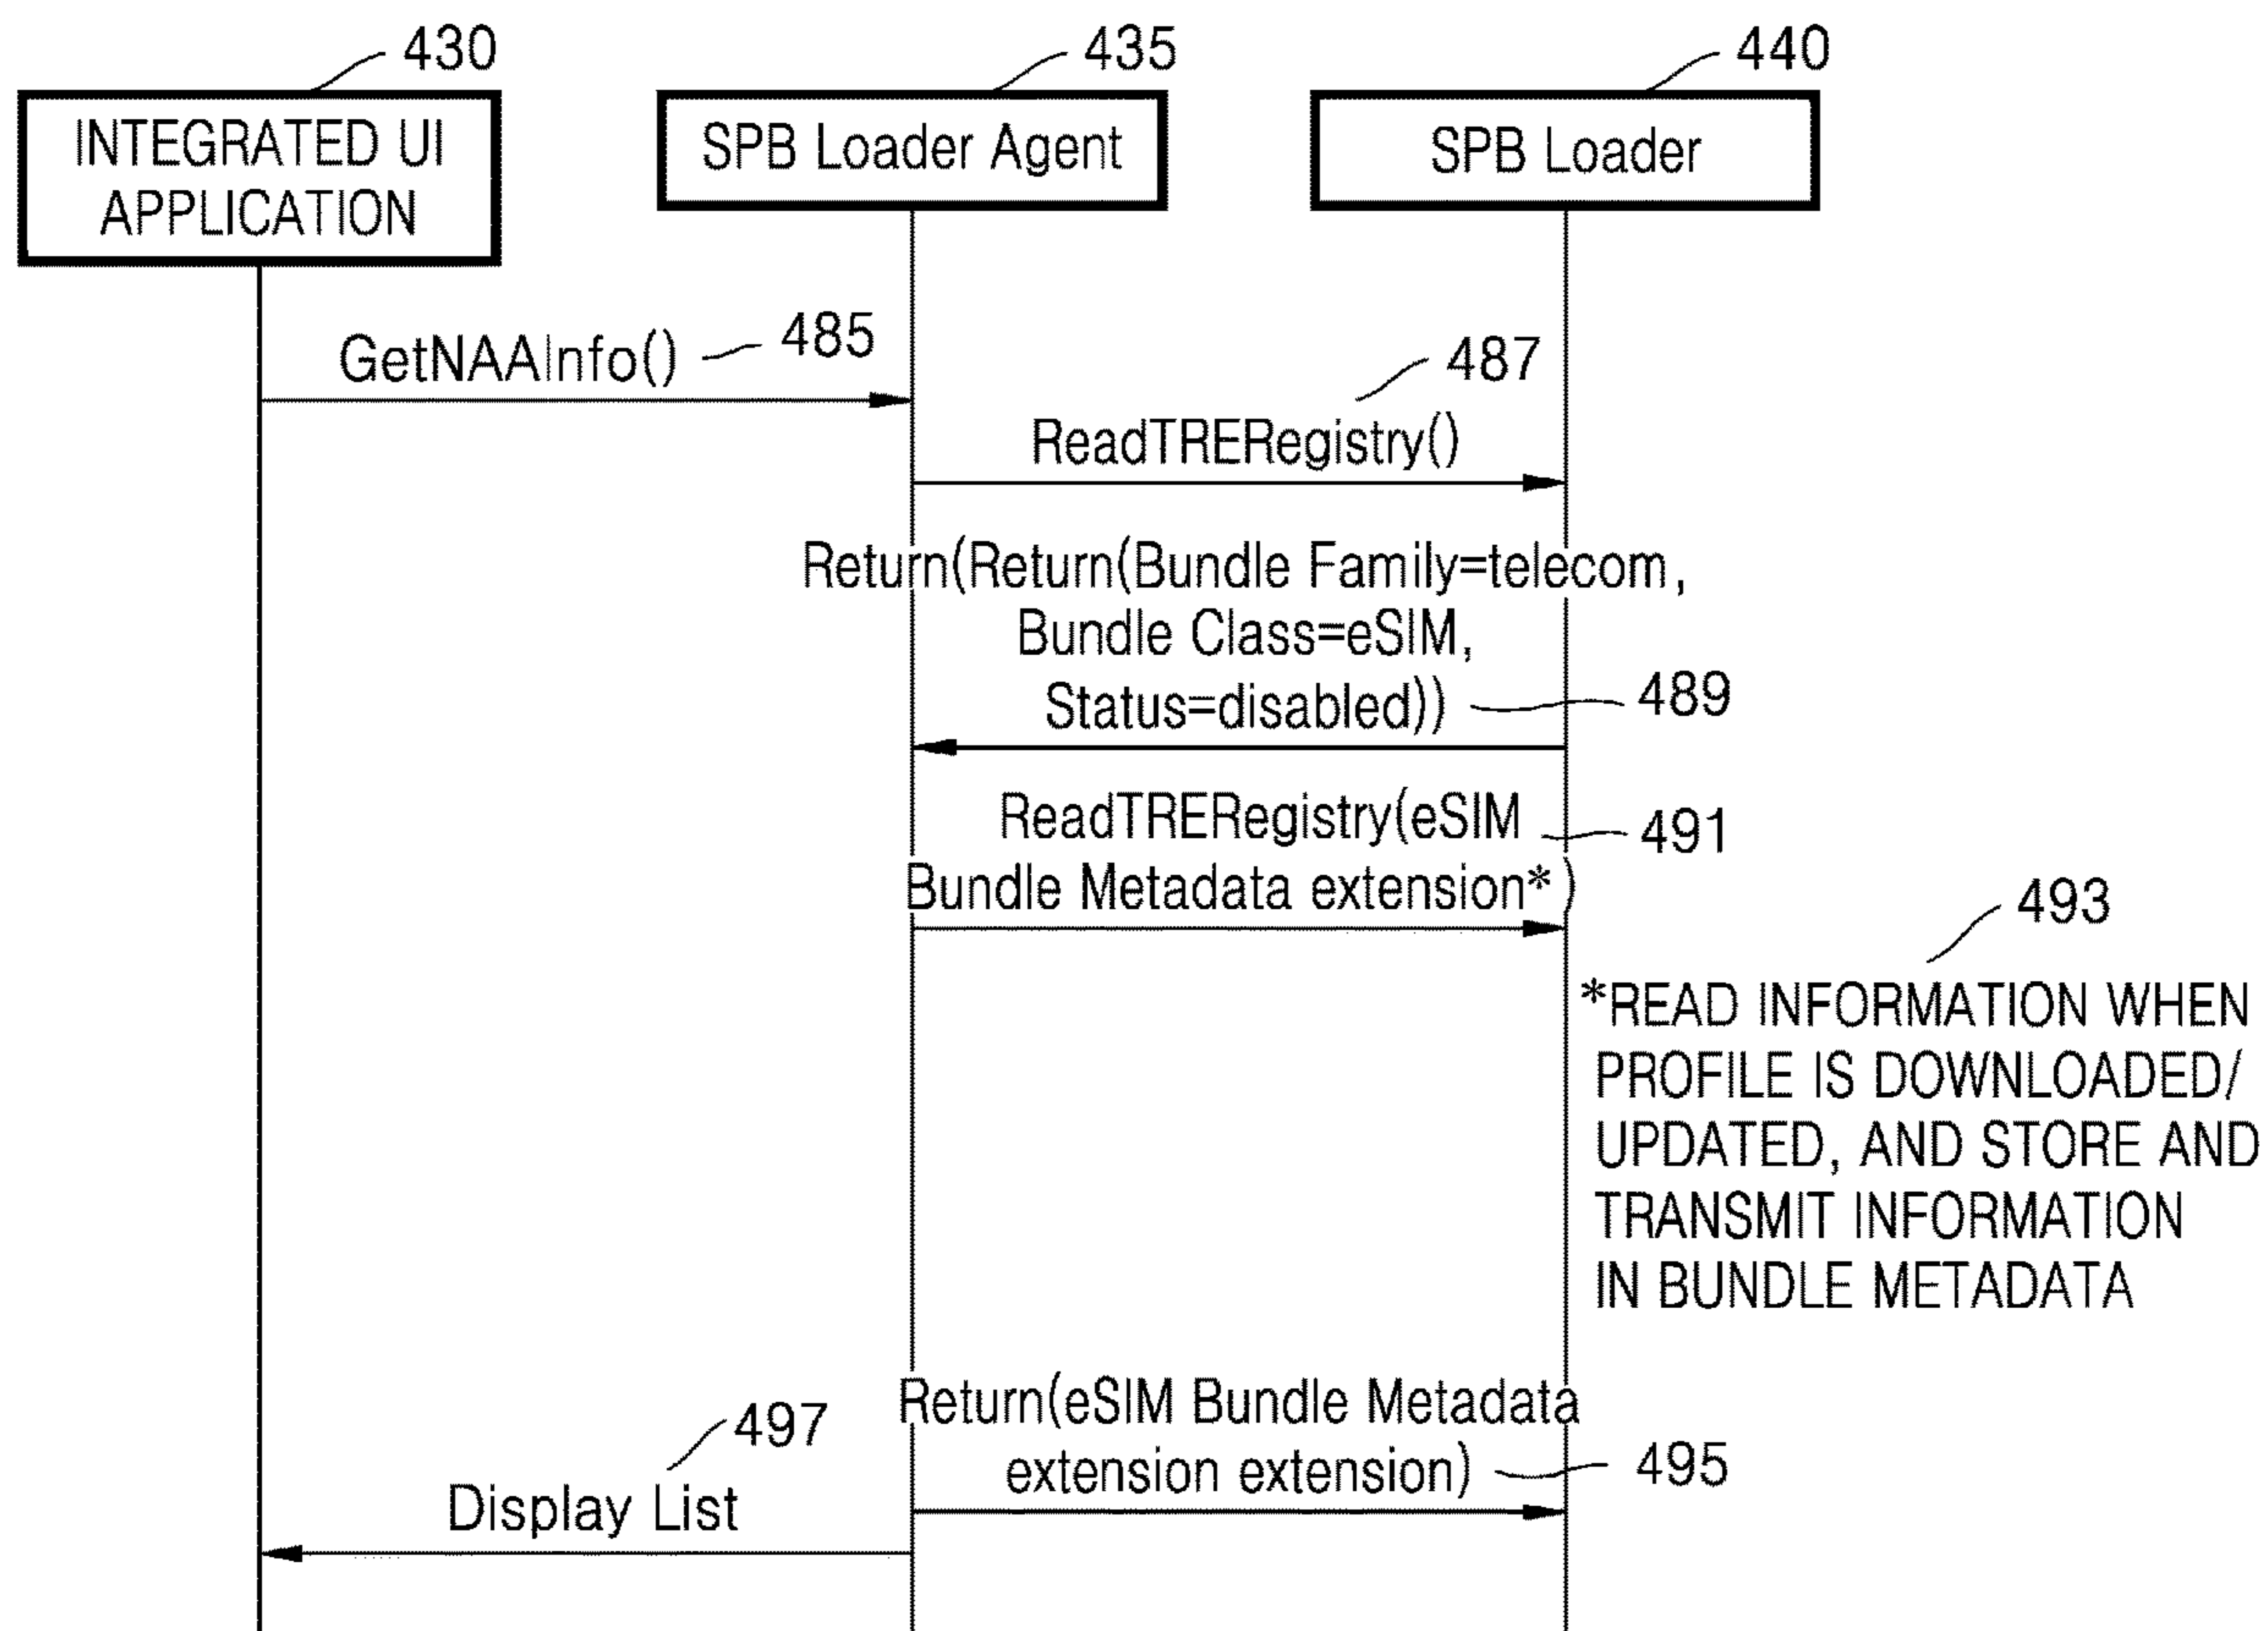 430
435
440
INTEGRATED UI
APPLICATION
SPB Loader Agent
SPB Loader
GetNAAInfo()
485
487
ReadTRERegistry()
Return(Return(Bundle Family=telecom,
Bundle Class=eSIM,
Status=disabled))
489
ReadTRERegistry(eSIM
491
Bundle Metadata extension*)
493
*READ INFORMATION WHEN
PROFILE IS DOWNLOADED/
UPDATED, AND STORE AND
TRANSMIT INFORMATION
IN BUNDLE METADATA
Return(eSIM Bundle Metadata
extension extension)
495
497
Display List